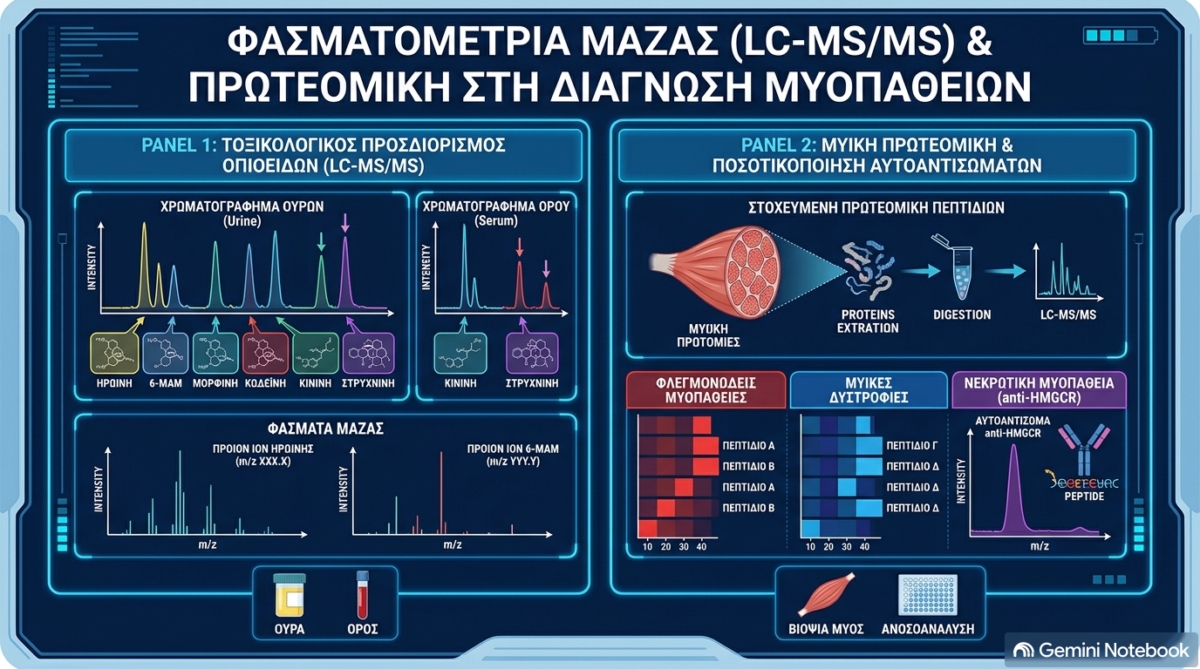 ΦΑΣΜΑΤΟΜΕΤΡΙΑ ΜΑΖΑΣ (LC-MS/MS) &
ΠΡΩΤΕΟΜΙΚΗ ΣΤΗ ΔΙΑΓΝΩΣΗ ΜΥΟΠΑΘΕΙΩΝ
PANEL 1: ΤΟΞΙΚΟΛΟΓΙΚΟΣ ΠΡΟΣΔΙΟΡΙΣΜΟΣ
ΟΠΙΟΕΙΔΩΝ (LC-MS/MS)
ΧΡΩΜΑΤΟΓΡΑΦΗΜΑ ΟΥΡΩΝ
(Urine)
INTENSITY
ΗΡΩΙΝΗ
6-ΜΑΜ
ΜΟΡΦΙΝΗ
ΚΩΔΕΪΝΗ
ΚΙΝΙΝΗ
ΣΤΡΥΧΝΙΝΗ
ΧΡΩΜΑΤΟΓΡΑΦΗΜΑ ΟΡΟΥ
(Serum)
INTENSITY
ΚΙΝΙΝΗ
ΣΤΡΥΧΝΙΝΗ
ΦΑΣΜΑΤΑ ΜΑΖΑΣ
ΠΡΟΙΟΝ ΙΟΝ ΗΡΩΙΝΗΣ
(m/z XXX.X)
INTENSITY
m/z
ΠΡΟΙΟΝ ΙΟΝ 6-ΜΑΜ
(m/z YYY.Y)
INTENSITY
m/z
ΟΥΡΑ
ΟΡΟΣ
PANEL 2: ΜΥΙΚΗ ΠΡΩΤΕΟΜΙΚΗ &
ΠΟΣΟΤΙΚΟΠΟΙΗΣΗ ΑΥΤΟΑΝΤΙΣΩΜΑΤΩΝ
ΣΤΟΧΕΥΜΕΝΗ ΠΡΩΤΕΟΜΙΚΗ ΠΕΠΤΙΔΙΩΝ
ΜΥΪΚΗ
ΠΡΩΤΟΜΙΕΣ
PROTEINS
EXTRATION
DIGESTION
LC-MS/MS
ΦΛΕΓΜΟΝΩΔΕΙΣ
ΜΥΟΠΑΘΕΙΕΣ
ΠΕΠΤΙΔΙΟ Α
ΠΕΠΤΙΔΙΟ Β
ΠΕΠΤΙΔΙΟ Α
ΠΕΠΤΙΔΙΟ Β
10 20 30 40
ΜΥΙΚΕΣ
ΔΥΣΤΡΟΦΙΕΣ
ΠΕΠΤΙΔΙΟ Γ
ΠΕΠΤΙΔΙΟ Δ
ΠΕΠΤΙΔΙΟ Δ
ΠΕΠΤΙΔΙΟ Δ
10 20 30 40
ΝΕΚΡΩΤΙΚΗ ΜΥΟΠΑΘΕΙΑ
(anti-HMGCR)
ΑΥΤΟΑΝΤΙΖΩΜΑ
anti-HMGCR
INTENSITY
PEPTIDE
m/z
ΒΙΟΨΙΑ ΜΥΟΣ
ΑΝΟΣΟΑΝΑΛΥΣΗ
Gemini Notebook